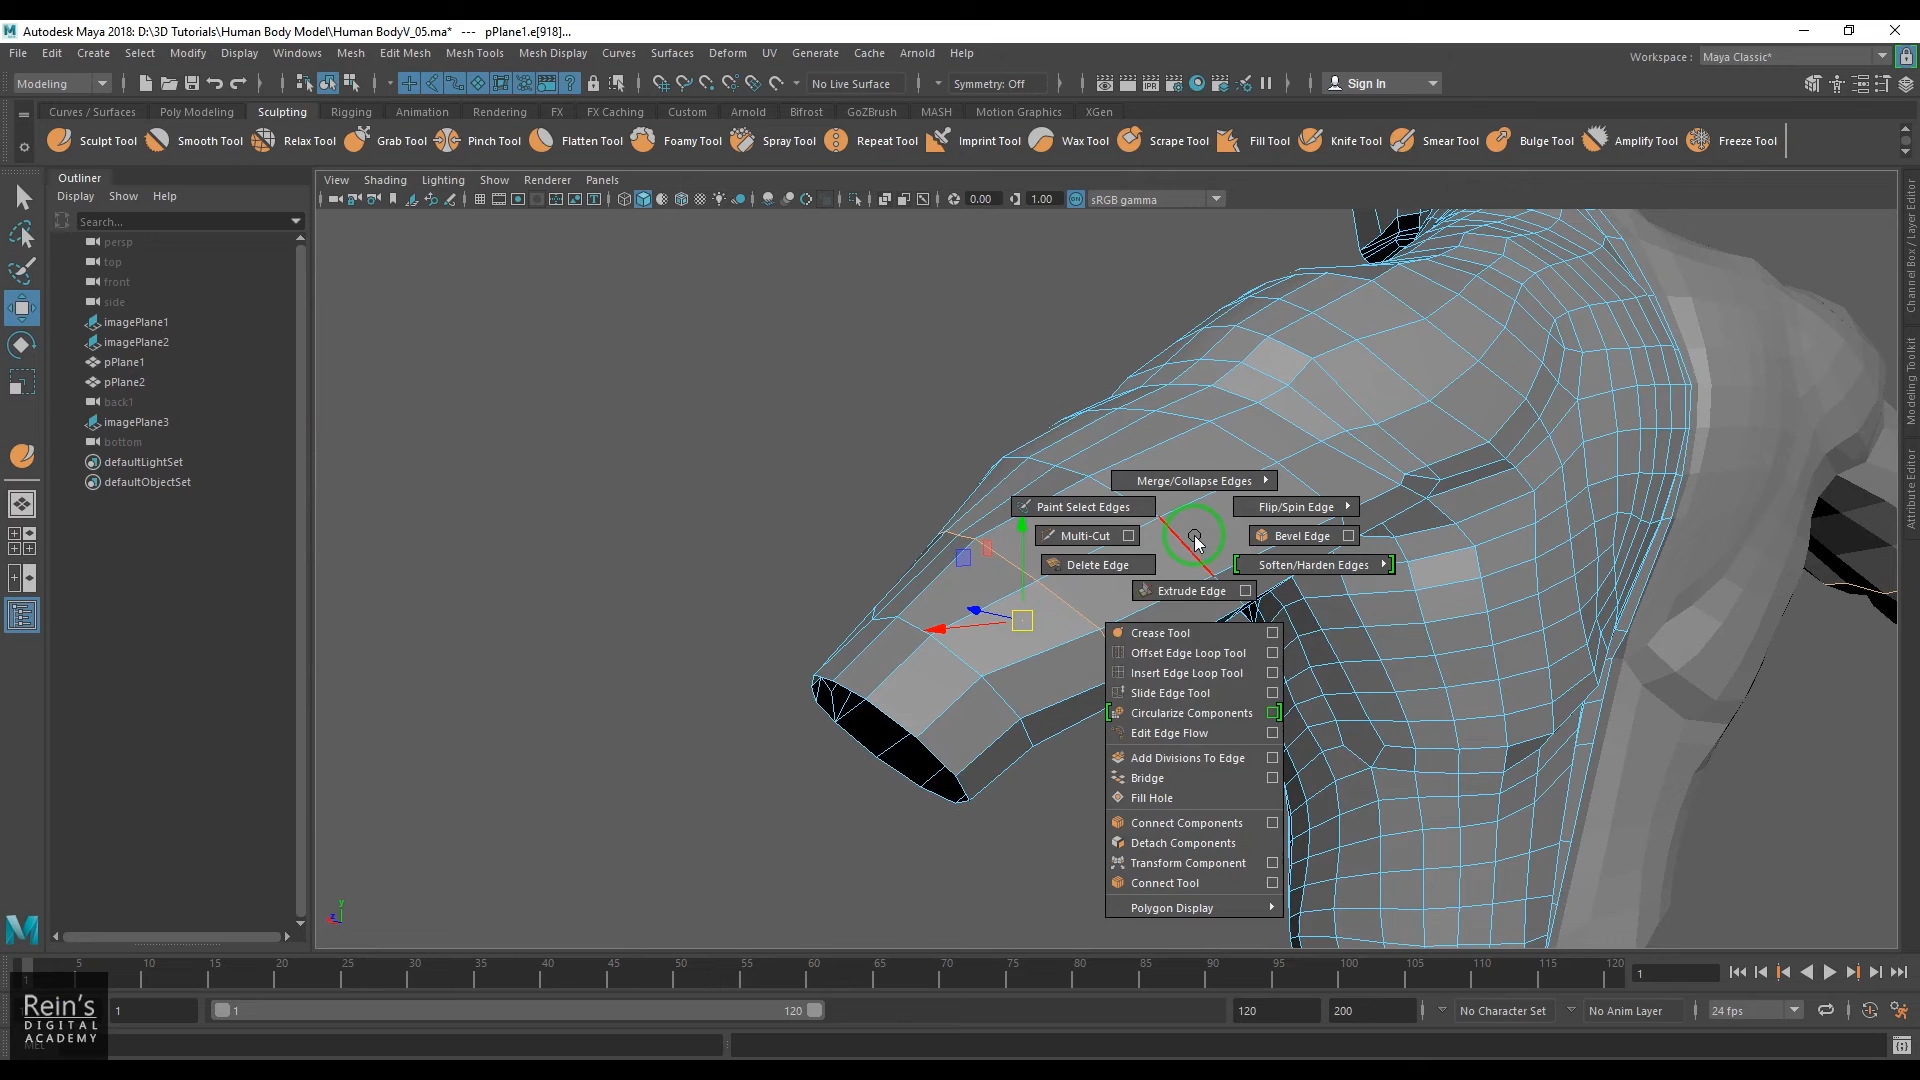 Autodesk Maya 2018: D:\3D Tutorials\Human Body Model\Human BodyV_05.ma* --- pPlane1.e[918]...
File Edit Create Select Modify Display Windows Mesh Edit Mesh Mesh Tools Mesh Display Curves Surfaces Deform UV Generate Cache Arnold Help
Workspace : Maya Classic*
Modeling No Live Surface Symmetry: Off Sign In
Curves / Surfaces Poly Modeling Sculpting Rigging Animation Rendering FX FX Caching Custom Arnold Bifrost GoZBrush MASH Motion Graphics XGen
Sculpt Tool Smooth Tool Relax Tool Grab Tool Pinch Tool Flatten Tool Foamy Tool Spray Tool Repeat Tool Imprint Tool Wax Tool Scrape Tool Fill Tool Knife Tool Smear Tool Bulge Tool Amplify Tool Freeze Tool
Outliner
Display Show Help
Search...
persp
top
front
side
imagePlane1
imagePlane2
pPlane1
pPlane2
back1
imagePlane3
bottom
defaultLightSet
defaultObjectSet
View Shading Lighting Show Renderer Panels
0.00 1.00 ON sRGB gamma
Merge/Collapse Edges
Paint Select Edges Flip/Spin Edge
Multi-Cut Bevel Edge
Delete Edge Soften/Harden Edges
Extrude Edge
Crease Tool
Offset Edge Loop Tool
Insert Edge Loop Tool
Slide Edge Tool
Circularize Components
Edit Edge Flow
Add Divisions To Edge
Bridge
Fill Hole
Connect Components
Detach Components
Transform Component
Connect Tool
Polygon Display
Channel Box / Layer Editor
Modeling Toolkit
Attribute Editor
y
z
5 10 15 20 25 30 35 40 45 50 55 60 65 70 75 80 85 90 95 100 105 110 115 120
1
1 1 120 120 200 No Character Set No Anim Layer 24 fps
Rein's
DIGITAL
ACADEMY
MEL